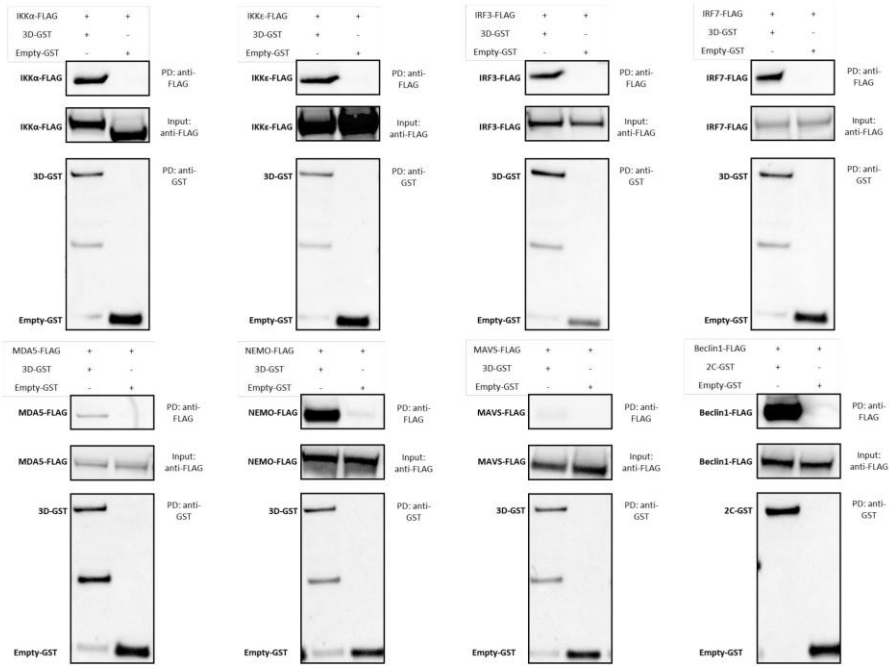 IKKα-FLAG + +
3D-GST + -
Empty-GST - +
IKKα-FLAG PD: anti-
FLAG
IKKα-FLAG Input:
anti-FLAG
3D-GST PD: anti-
GST
Empty-GST
IKKε-FLAG + +
3D-GST + -
Empty-GST - +
IKKε-FLAG PD: anti-
FLAG
IKKε-FLAG Input:
anti-FLAG
3D-GST PD: anti-
GST
Empty-GST
IRF3-FLAG + +
3D-GST + -
Empty-GST - +
IRF3-FLAG PD: anti-
FLAG
IRF3-FLAG Input:
anti-FLAG
3D-GST PD: anti-
GST
Empty-GST
IRF7-FLAG + +
3D-GST + -
Empty-GST - +
IRF7-FLAG PD: anti-
FLAG
IRF7-FLAG Input:
anti-FLAG
3D-GST PD: anti-
GST
Empty-GST
MDA5-FLAG + +
3D-GST + -
Empty-GST - +
MDA5-FLAG PD: anti-
FLAG
MDA5-FLAG Input:
anti-FLAG
3D-GST PD: anti-
GST
Empty-GST
NEMO-FLAG + +
3D-GST + -
Empty-GST - +
NEMO-FLAG PD: anti-
FLAG
NEMO-FLAG Input:
anti-FLAG
3D-GST PD: anti-
GST
Empty-GST
MAVS-FLAG + +
3D-GST + -
Empty-GST - +
MAVS-FLAG PD: anti-
FLAG
MAVS-FLAG Input:
anti-FLAG
3D-GST PD: anti-
GST
Empty-GST
Beclin1-FLAG + +
2C-GST + -
Empty-GST - +
Beclin1-FLAG PD: anti-
FLAG
Beclin1-FLAG Input:
anti-FLAG
2C-GST PD: anti-
GST
Empty-GST